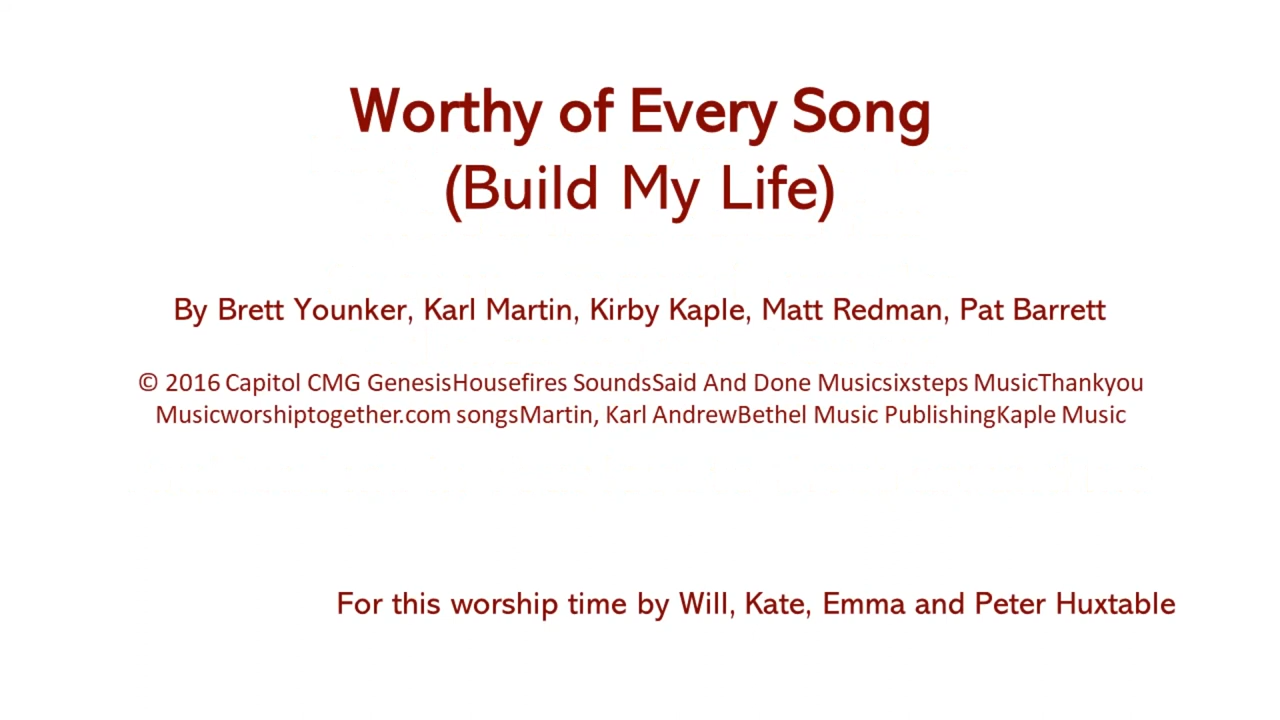 Worthy of Every Song
(Build My Life)
By Brett Younker, Karl Martin, Kirby Kaple, Matt Redman, Pat Barrett
© 2016 Capitol CMG GenesisHousefires SoundsSaid And Done Musicsixsteps MusicThankyou
Musicworshiptogether.com songsMartin, Karl AndrewBethel Music PublishingKaple Music
For this worship time by Will, Kate, Emma and Peter Huxtable